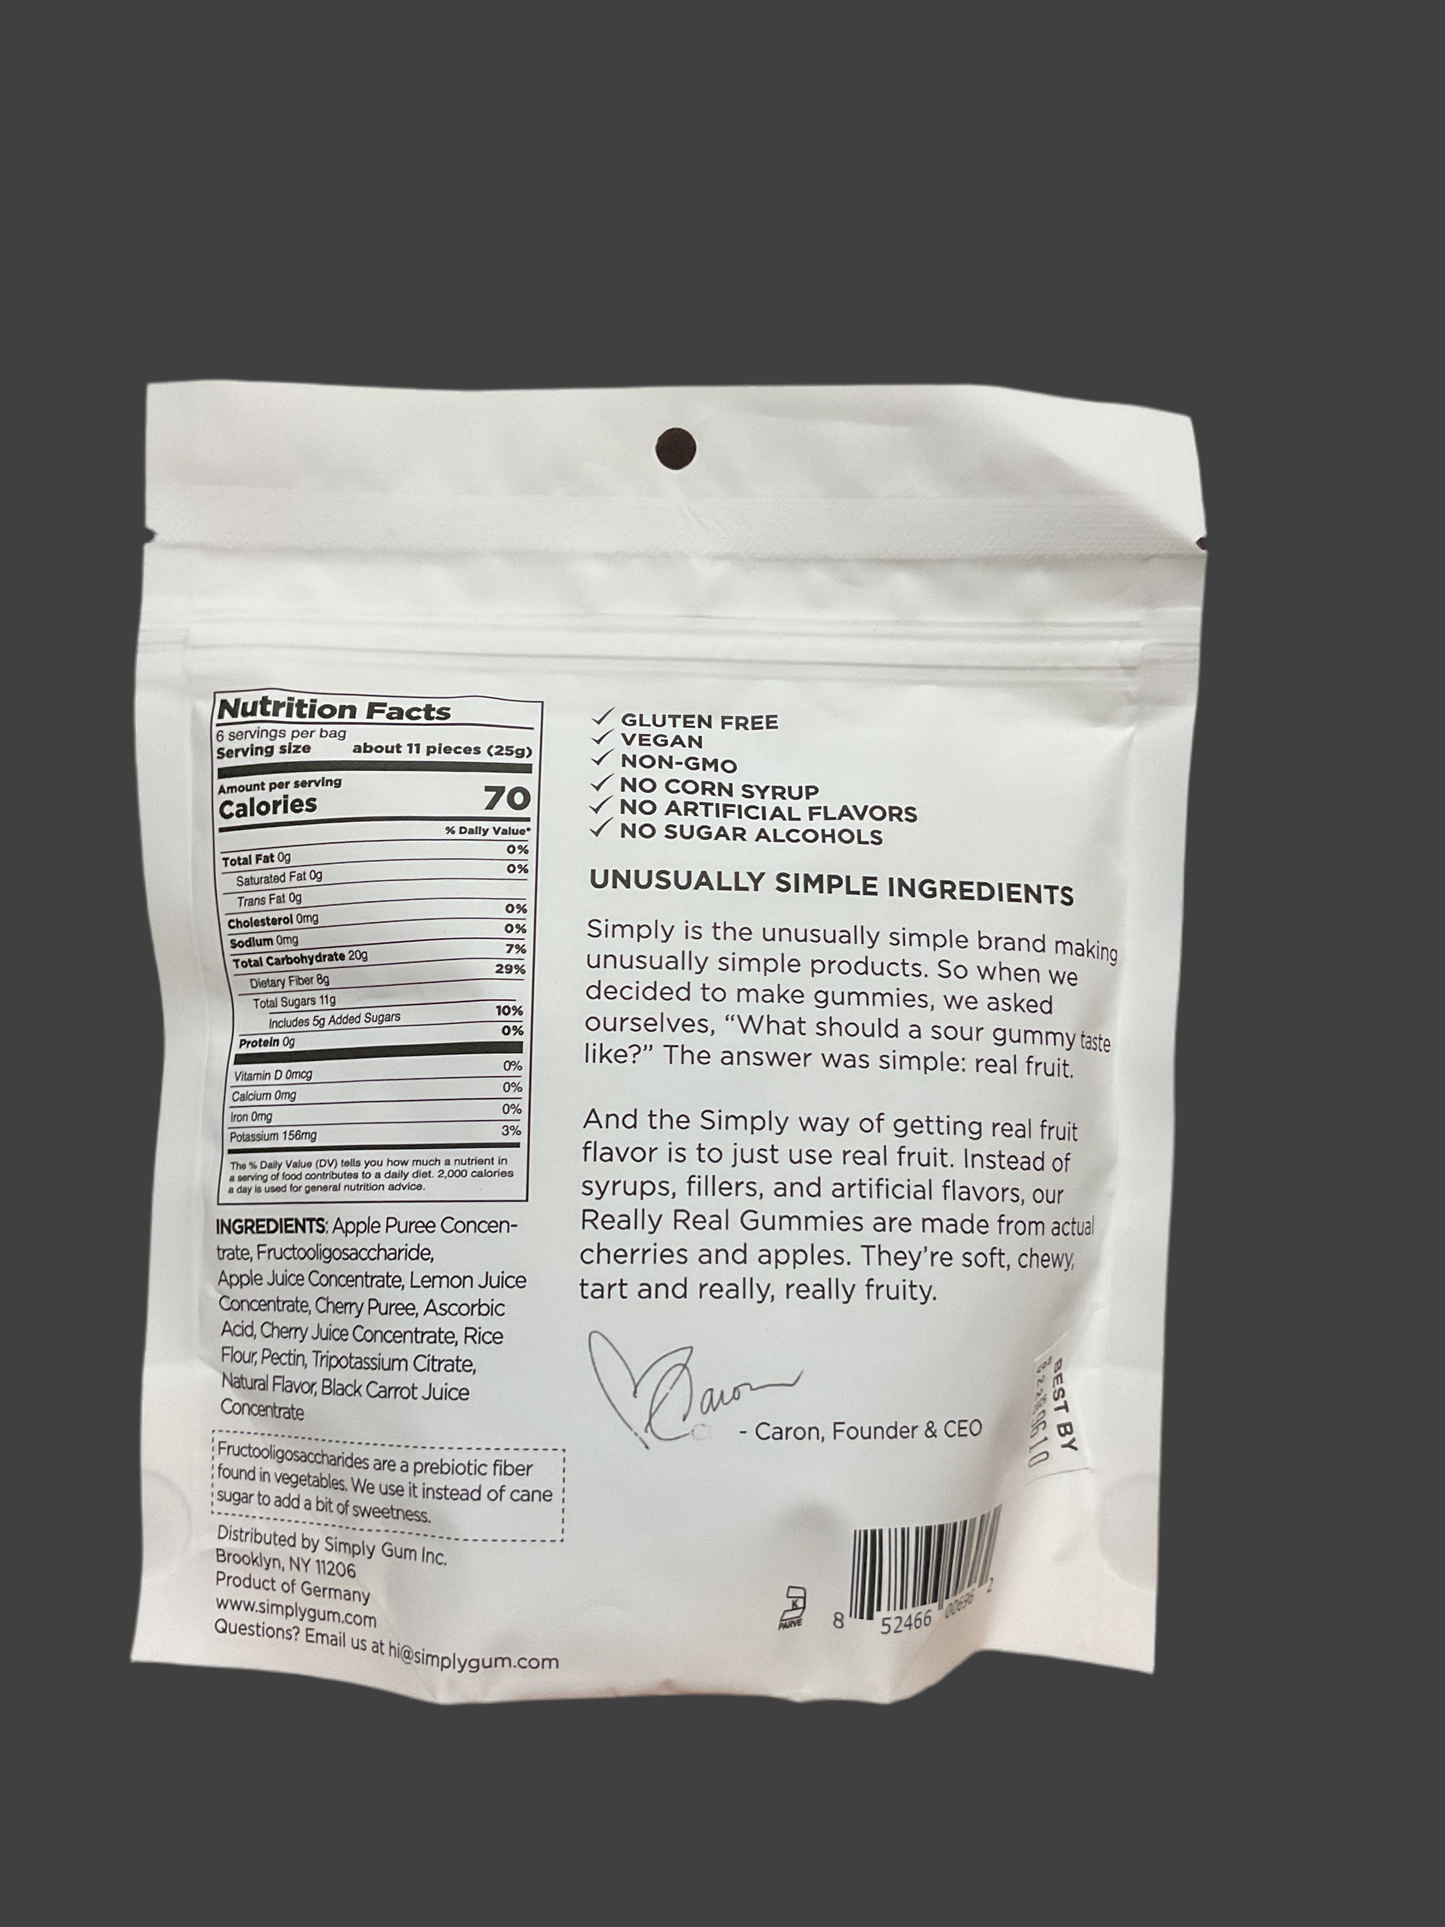 Nutrition Facts
6 servings per bag
Serving size about 11 pieces (25g)
Amount per serving
Calories 70
% Daily Value*
Total Fat 0g 0%
Saturated Fat 0g 0%
Trans Fat 0g
Cholesterol 0mg 0%
Sodium 0mg 0%
Total Carbohydrate 20g 7%
Dietary Fiber 8g 29%
Total Sugars 11g
Includes 5g Added Sugars 10%
Protein 0g 0%
Vitamin D 0mcg 0%
Calcium 0mg 0%
Iron 0mg 0%
Potassium 156mg 3%
The % Daily Value (DV) tells you how much a nutrient in
a serving of food contributes to a daily diet. 2,000 calories
a day is used for general nutrition advice.
INGREDIENTS: Apple Puree Concen-
trate, Fructooligosaccharide,
Apple Juice Concentrate, Lemon Juice
Concentrate, Cherry Puree, Ascorbic
Acid, Cherry Juice Concentrate, Rice
Flour, Pectin, Tripotassium Citrate,
Natural Flavor, Black Carrot Juice
Concentrate
Fructooligosaccharides are a prebiotic fiber
found in vegetables. We use it instead of cane
sugar to add a bit of sweetness.
Distributed by Simply Gum Inc.
Brooklyn, NY 11206
Product of Germany
www.simplygum.com
Questions? Email us at hi@simplygum.com
✓ GLUTEN FREE
✓ VEGAN
✓ NON-GMO
✓ NO CORN SYRUP
✓ NO ARTIFICIAL FLAVORS
✓ NO SUGAR ALCOHOLS
UNUSUALLY SIMPLE INGREDIENTS
Simply is the unusually simple brand making
unusually simple products. So when we
decided to make gummies, we asked
ourselves, “What should a sour gummy taste
like?” The answer was simple: real fruit.
And the Simply way of getting real fruit
flavor is to just use real fruit. Instead of
syrups, fillers, and artificial flavors, our
Really Real Gummies are made from actual
cherries and apples. They’re soft, chewy,
tart and really, really fruity.
Caron
- Caron, Founder & CEO
BEST BY
K
PARVE
8 52466 00696 2